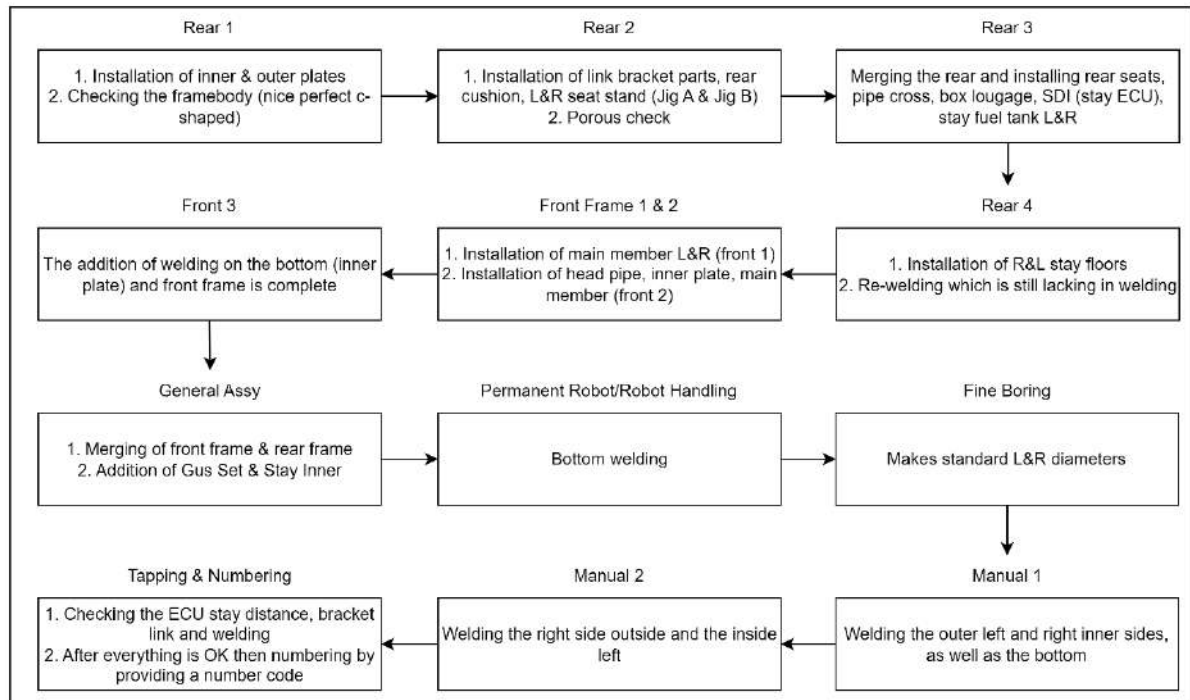 Rear 1
1. Installation of inner & outer plates
2. Checking the framebody (nice perfect c-
shaped)
Rear 2
1. Installation of link bracket parts, rear
cushion, L&R seat stand (Jig A & Jig B)
2. Porous check
Rear 3
Merging the rear and installing rear seats,
pipe cross, box lougage, SDI (stay ECU),
stay fuel tank L&R
Rear 4
1. Installation of R&L stay floors
2. Re-welding which is still lacking in welding
Front Frame 1 & 2
1. Installation of main member L&R (front 1)
2. Installation of head pipe, inner plate, main
member (front 2)
Front 3
The addition of welding on the bottom (inner
plate) and front frame is complete
General Assy
1. Merging of front frame & rear frame
2. Addition of Gus Set & Stay Inner
Permanent Robot/Robot Handling
Bottom welding
Fine Boring
Makes standard L&R diameters
Manual 1
Welding the outer left and right inner sides,
as well as the bottom
Manual 2
Welding the right side outside and the inside
left
Tapping & Numbering
1. Checking the ECU stay distance, bracket
link and welding
2. After everything is OK then numbering by
providing a number code